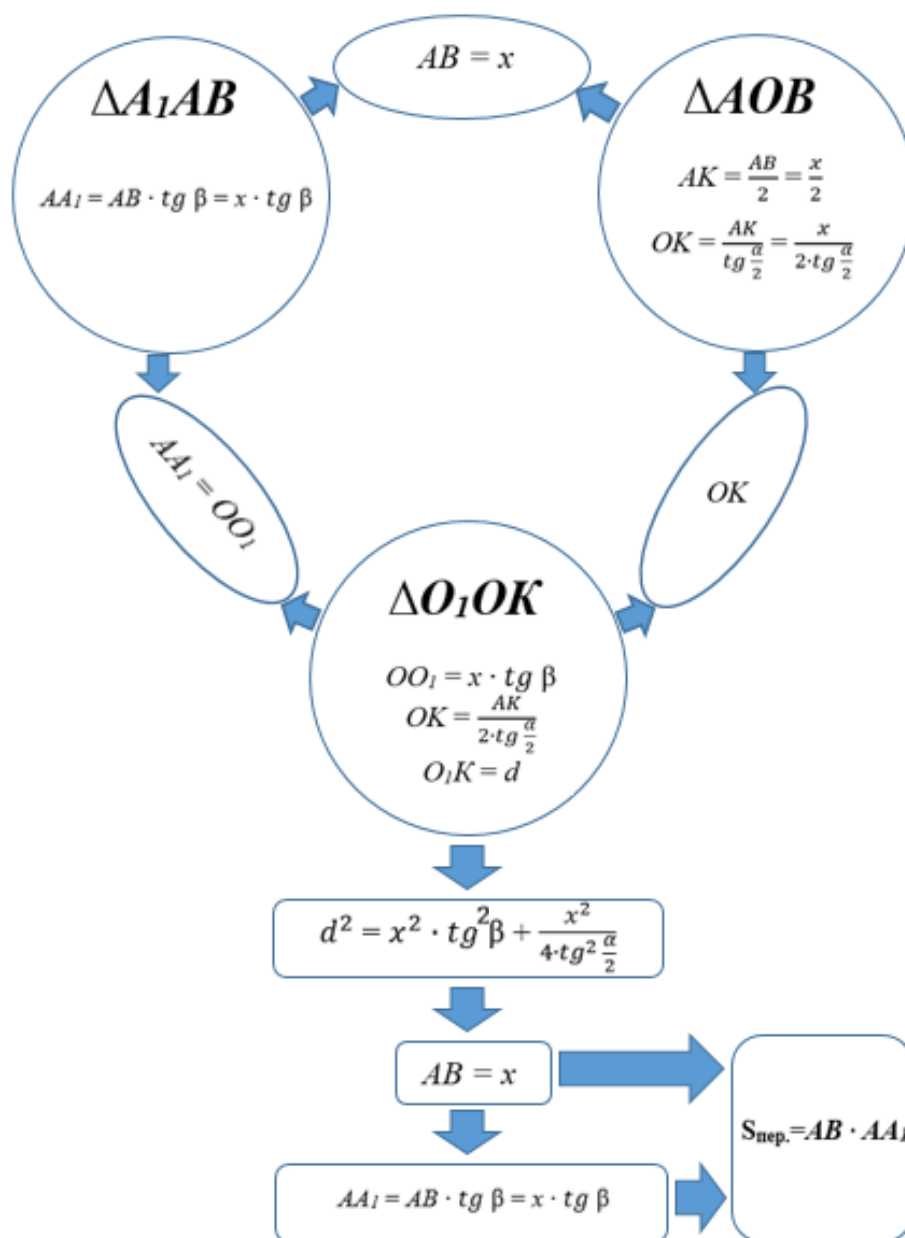 AB = x
ΔA₁AB
AA₁ = AB · tg β = x · tg β
ΔAOB
AK = AB/2 = x/2
OK = AK/(tg α/2) = x/(2·tg α/2)
AA₁ = OO₁
OK
ΔO₁OK
OO₁ = x · tg β
OK = AK/(2·tg α/2)
O₁K = d
d² = x² · tg²β + x²/(4·tg² α/2)
AB = x
S_пер.=AB · AA₁
AA₁ = AB · tg β = x · tg β